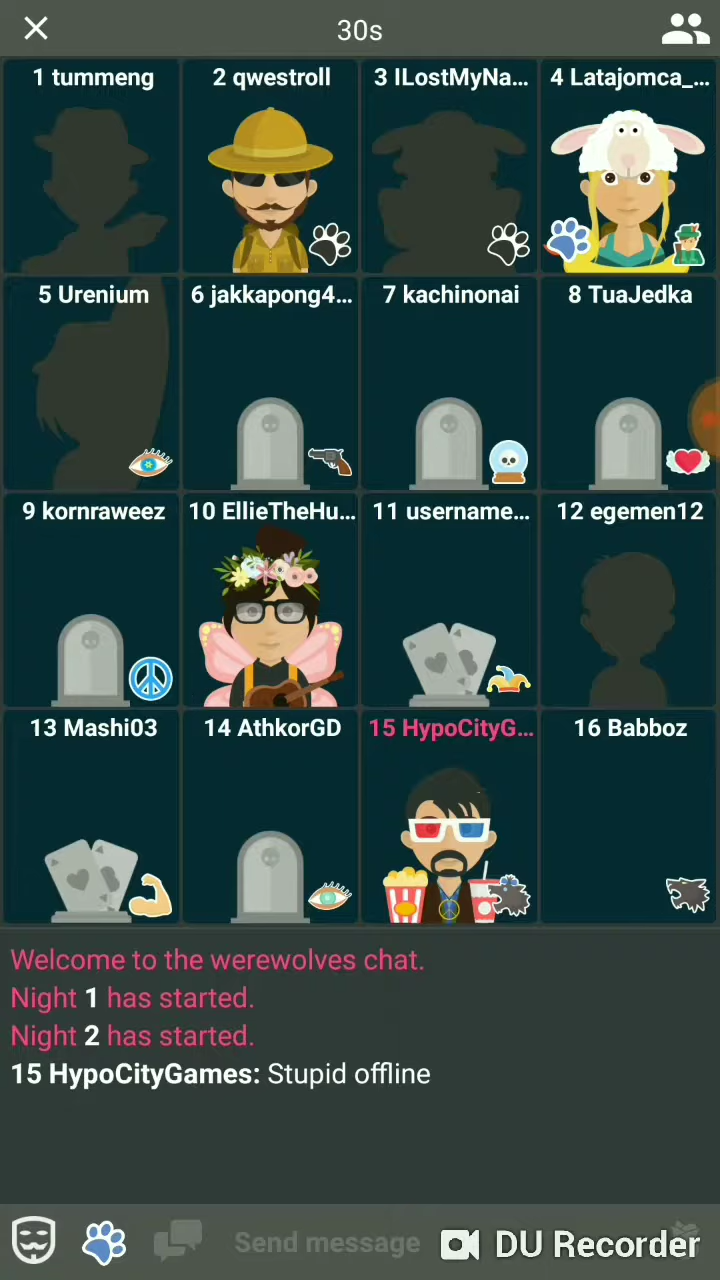 30s
1 tummeng
2 qwestroll
3 ILostMyNa...
4 Latajomca_...
5 Urenium
6 jakkapong4...
7 kachinonai
8 TuaJedka
9 kornraweez
10 EllieTheHu...
11 username...
12 egemen12
13 Mashi03
14 AthkorGD
15 HypoCityG...
16 Babboz
Welcome to the werewolves chat.
Night 1 has started.
Night 2 has started.
15 HypoCityGames: Stupid offline
Send message
DU Recorder